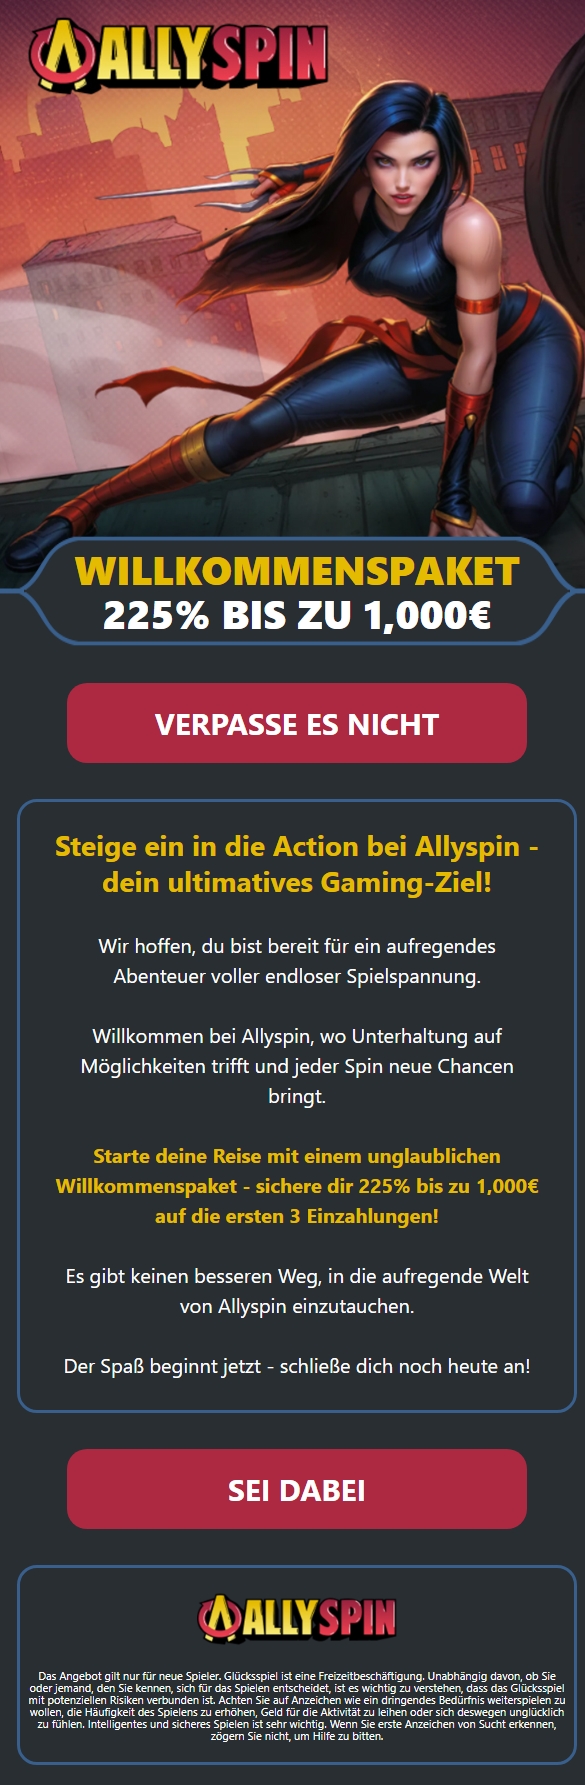 ALLYSPIN
WILLKOMMENSPAKET
225% BIS ZU 1,000€
VERPASSE ES NICHT
Steige ein in die Action bei Allyspin -
dein ultimatives Gaming-Ziel!
Wir hoffen, du bist bereit für ein aufregendes
Abenteuer voller endloser Spielspannung.
Willkommen bei Allyspin, wo Unterhaltung auf
Möglichkeiten trifft und jeder Spin neue Chancen
bringt.
Starte deine Reise mit einem unglaublichen
Willkommenspaket - sichere dir 225% bis zu 1,000€
auf die ersten 3 Einzahlungen!
Es gibt keinen besseren Weg, in die aufregende Welt
von Allyspin einzutauchen.
Der Spaß beginnt jetzt - schließe dich noch heute an!
SEI DABEI
ALLYSPIN
Das Angebot gilt nur für neue Spieler. Glücksspiel ist eine Freizeitbeschäftigung. Unabhängig davon, ob Sie
oder jemand, den Sie kennen, sich für das Spielen entscheidet, ist es wichtig zu verstehen, dass das Glücksspiel
mit potenziellen Risiken verbunden ist. Achten Sie auf Anzeichen wie ein dringendes Bedürfnis weiterspielen zu
wollen, die Häufigkeit des Spielens zu erhöhen, Geld für die Aktivität zu leihen oder sich deswegen unglücklich
zu fühlen. Intelligentes und sicheres Spielen ist sehr wichtig. Wenn Sie erste Anzeichen von Sucht erkennen,
zögern Sie nicht, um Hilfe zu bitten.